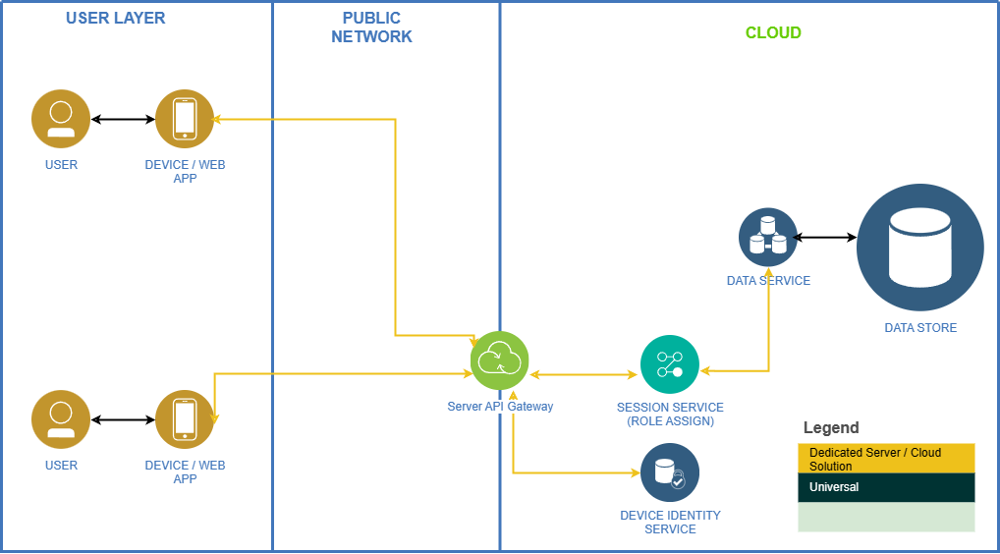 USER LAYER
PUBLIC
NETWORK
CLOUD
USER
DEVICE / WEB
APP
DATA SERVICE
DATA STORE
Server API Gateway
SESSION SERVICE
(ROLE ASSIGN)
USER
DEVICE / WEB
APP
DEVICE IDENTITY
SERVICE
Legend
Dedicated Server / Cloud
Solution
Universal